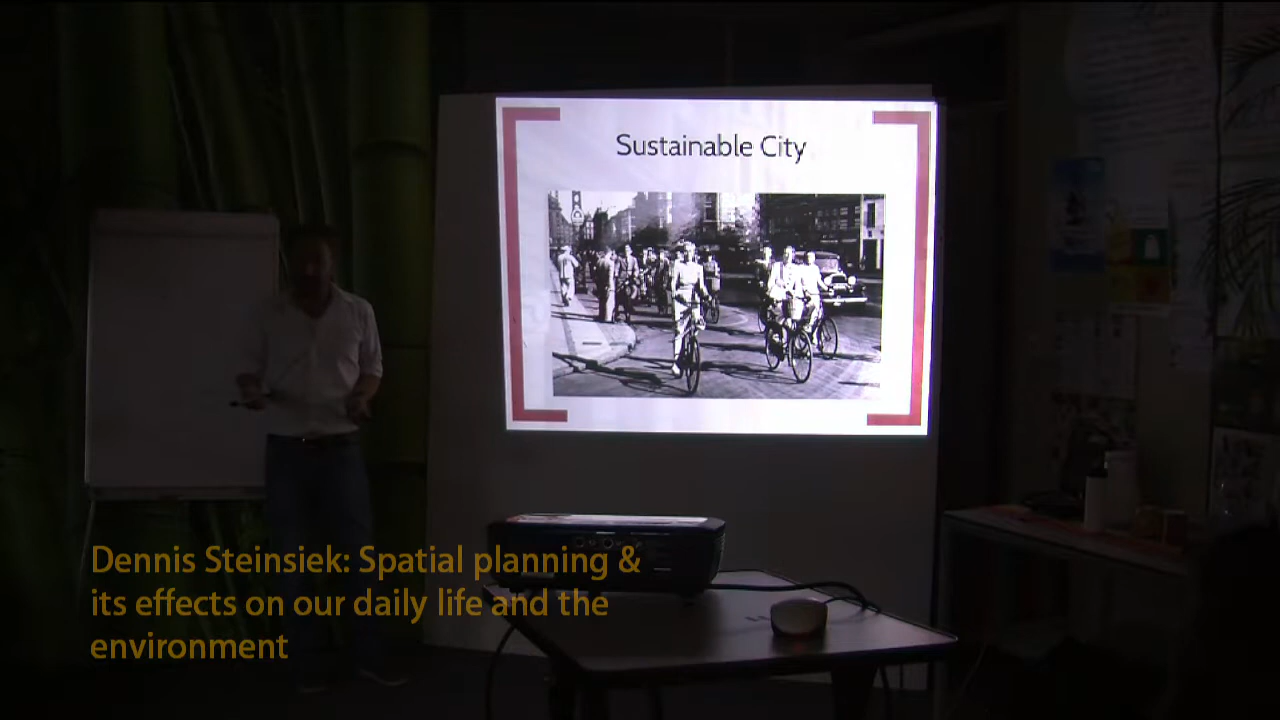 Sustainable City
Dennis Steinsiek: Spatial planning &
its effects on our daily life and the
environment